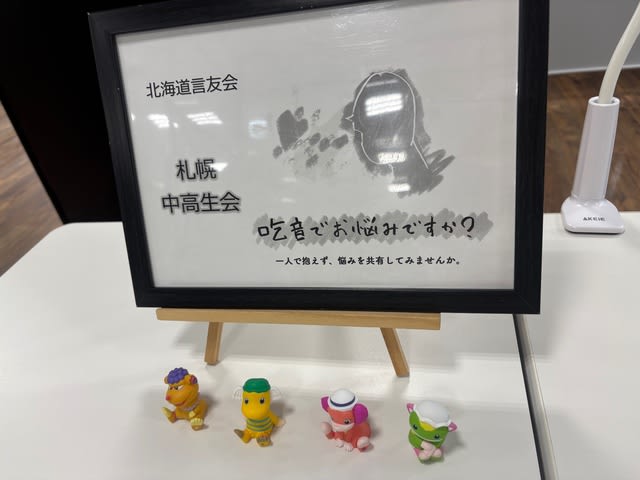 北海道言友会
札幌
中高生会
吃音でお悩みですか?
一人で抱えず、悩みを共有してみませんか。
AKEIE